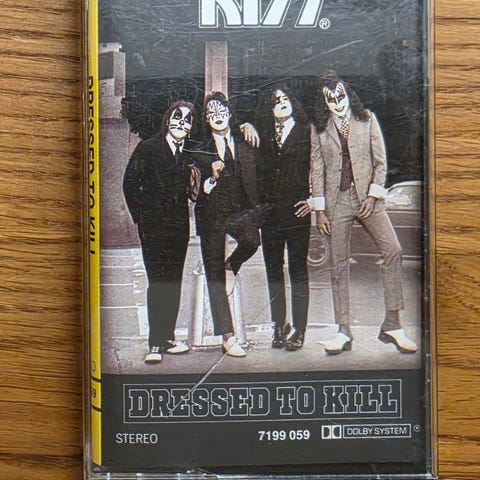 KISS®
DRESSED TO KILL
DRESSED TO KILL
STEREO 7199 059 DOLBY SYSTEM ®